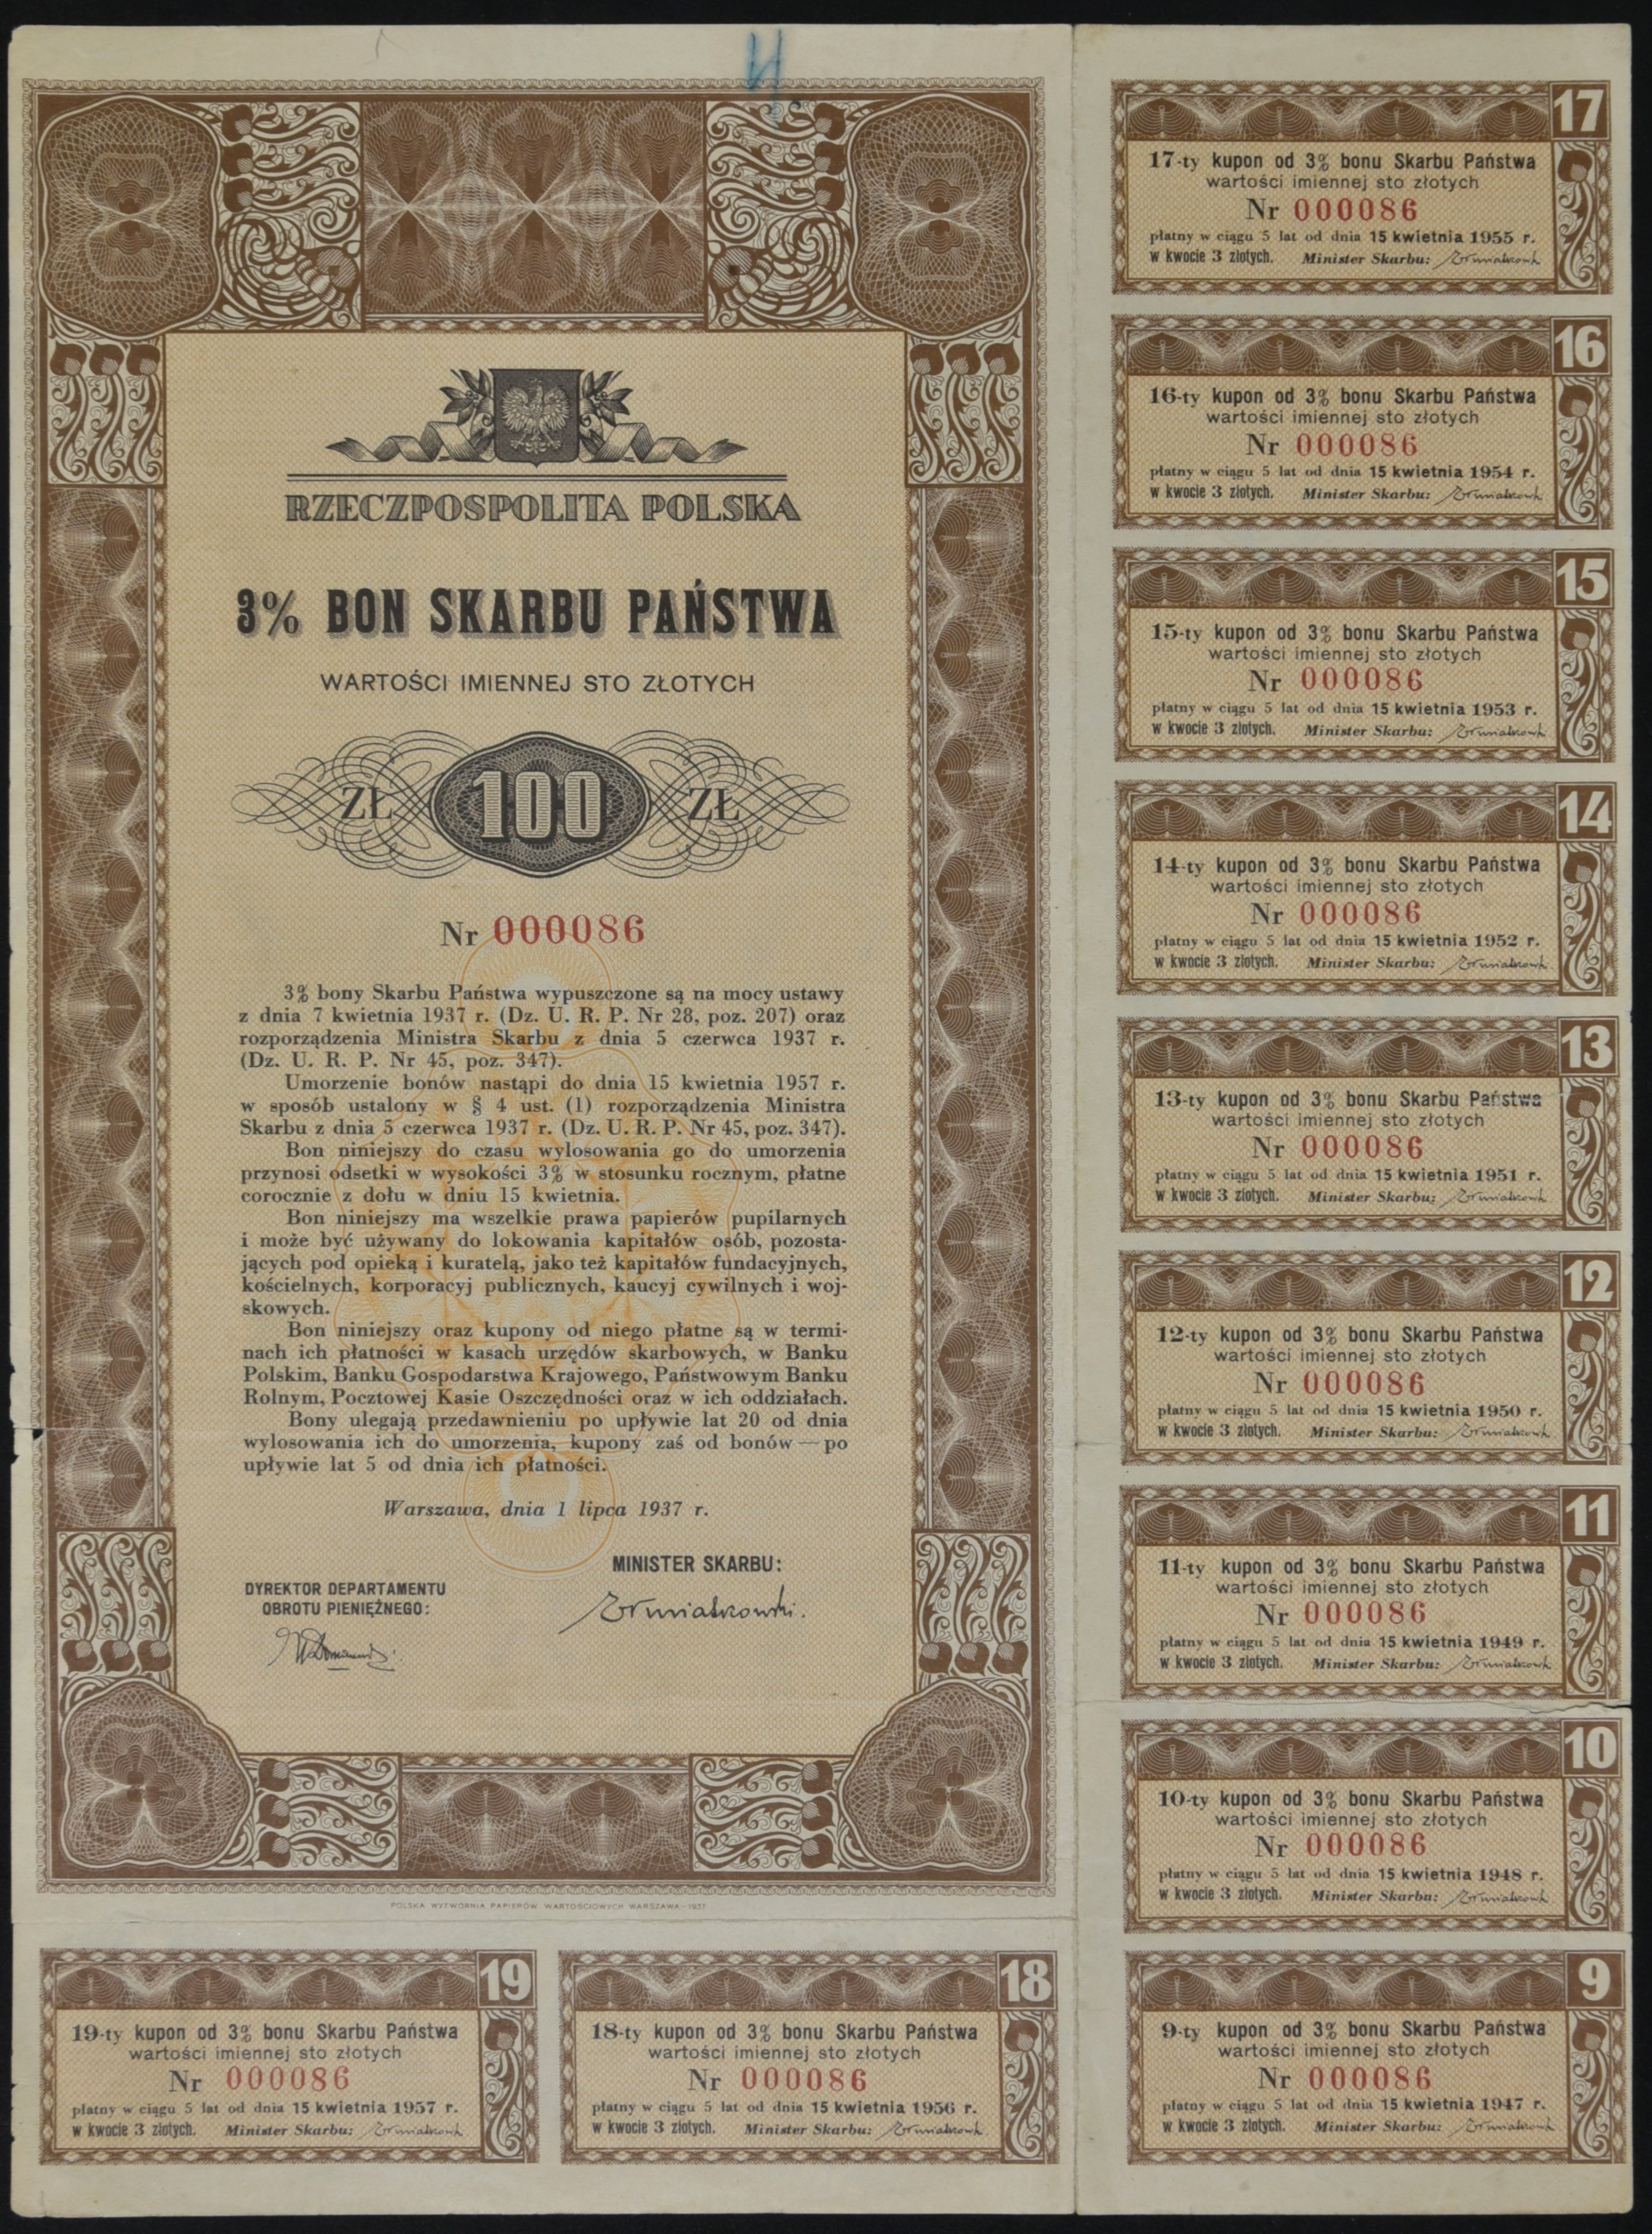 RZECZPOSPOLITA POLSKA
3% BON SKARBU PAŃSTWA
WARTOŚCI IMIENNEJ STO ZŁOTYCH
ZŁ 100 ZŁ
Nr 000086
3% bony Skarbu Państwa wypuszczone są na mocy ustawy
z dnia 7 kwietnia 1937 r. (Dz. U. R. P. Nr 28, poz. 207) oraz
rozporządzenia Ministra Skarbu z dnia 5 czerwca 1937 r.
(Dz. U. R. P. Nr 45, poz. 347).
Umorzenie bonów nastąpi do dnia 15 kwietnia 1957 r.
w sposób ustalony w § 4 ust. (1) rozporządzenia Ministra
Skarbu z dnia 5 czerwca 1937 r. (Dz. U. R. P. Nr 45, poz. 347).
Bon niniejszy do czasu wylosowania go do umorzenia
przynosi odsetki w wysokości 3% w stosunku rocznym, płatne
corocznie z dołu w dniu 15 kwietnia.
Bon niniejszy ma wszelkie prawa papierów pupilarnych
i może być używany do lokowania kapitałów osób, pozosta-
jących pod opieką i kuratelą, jako też kapitałów fundacyjnych,
kościelnych, korporacyj publicznych, kaucyj cywilnych i woj-
skowych.
Bon niniejszy oraz kupony od niego płatne są w termi-
nach ich płatności w kasach urzędów skarbowych, w Banku
Polskim, Banku Gospodarstwa Krajowego, Państwowym Banku
Rolnym, Pocztowej Kasie Oszczędności oraz w ich oddziałach.
Bony ulegają przedawnieniu po upływie lat 20 od dnia
wylosowania ich do umorzenia, kupony zaś od bonów — po
upływie lat 5 od dnia ich płatności.
Warszawa, dnia 1 lipca 1937 r.
MINISTER SKARBU:
DYREKTOR DEPARTAMENTU
OBROTU PIENIĘŻNEGO:
POLSKA WYTWÓRNIA PAPIERÓW WARTOŚCIOWYCH WARSZAWA-1937
17
17-ty kupon od 3% bonu Skarbu Państwa
wartości imiennej sto złotych
Nr 000086
płatny w ciągu 5 lat od dnia 15 kwietnia 1955 r.
w kwocie 3 złotych. Minister Skarbu:
16
16-ty kupon od 3% bonu Skarbu Państwa
wartości imiennej sto złotych
Nr 000086
płatny w ciągu 5 lat od dnia 15 kwietnia 1954 r.
w kwocie 3 złotych. Minister Skarbu:
15
15-ty kupon od 3% bonu Skarbu Państwa
wartości imiennej sto złotych
Nr 000086
płatny w ciągu 5 lat od dnia 15 kwietnia 1953 r.
w kwocie 3 złotych. Minister Skarbu:
14
14-ty kupon od 3% bonu Skarbu Państwa
wartości imiennej sto złotych
Nr 000086
płatny w ciągu 5 lat od dnia 15 kwietnia 1952 r.
w kwocie 3 złotych. Minister Skarbu:
13
13-ty kupon od 3% bonu Skarbu Państwa
wartości imiennej sto złotych
Nr 000086
płatny w ciągu 5 lat od dnia 15 kwietnia 1951 r.
w kwocie 3 złotych. Minister Skarbu:
12
12-ty kupon od 3% bonu Skarbu Państwa
wartości imiennej sto złotych
Nr 000086
płatny w ciągu 5 lat od dnia 15 kwietnia 1950 r.
w kwocie 3 złotych. Minister Skarbu:
11
11-ty kupon od 3% bonu Skarbu Państwa
wartości imiennej sto złotych
Nr 000086
płatny w ciągu 5 lat od dnia 15 kwietnia 1949 r.
w kwocie 3 złotych. Minister Skarbu:
10
10-ty kupon od 3% bonu Skarbu Państwa
wartości imiennej sto złotych
Nr 000086
płatny w ciągu 5 lat od dnia 15 kwietnia 1948 r.
w kwocie 3 złotych. Minister Skarbu:
19
19-ty kupon od 3% bonu Skarbu Państwa
wartości imiennej sto złotych
Nr 000086
płatny w ciągu 5 lat od dnia 15 kwietnia 1957 r.
w kwocie 3 złotych. Minister Skarbu:
18
18-ty kupon od 3% bonu Skarbu Państwa
wartości imiennej sto złotych
Nr 000086
płatny w ciągu 5 lat od dnia 15 kwietnia 1956 r.
w kwocie 3 złotych. Minister Skarbu:
9
9-ty kupon od 3% bonu Skarbu Państwa
wartości imiennej sto złotych
Nr 000086
płatny w ciągu 5 lat od dnia 15 kwietnia 1947 r.
w kwocie 3 złotych. Minister Skarbu: